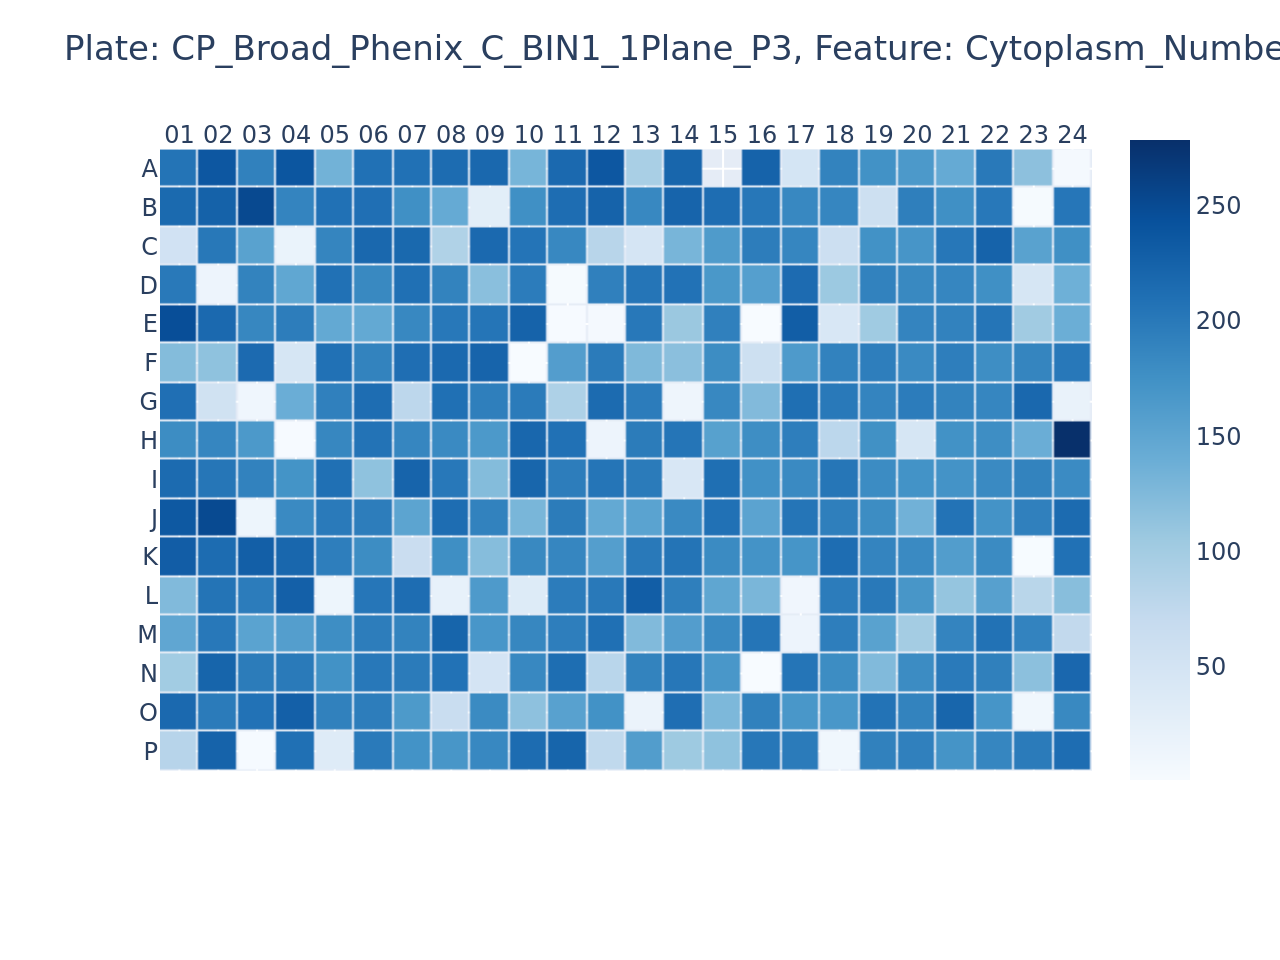 Plate: CP_Broad_Phenix_C_BIN1_1Plane_P3, Feature: Cytoplasm_Numbe
01 02 03 04 05 06 07 08 09 10 11 12 13 14 15 16 17 18 19 20 21 22 23 24
A
B
C
D
E
F
G
H
I
J
K
L
M
N
O
P
250
200
150
100
50